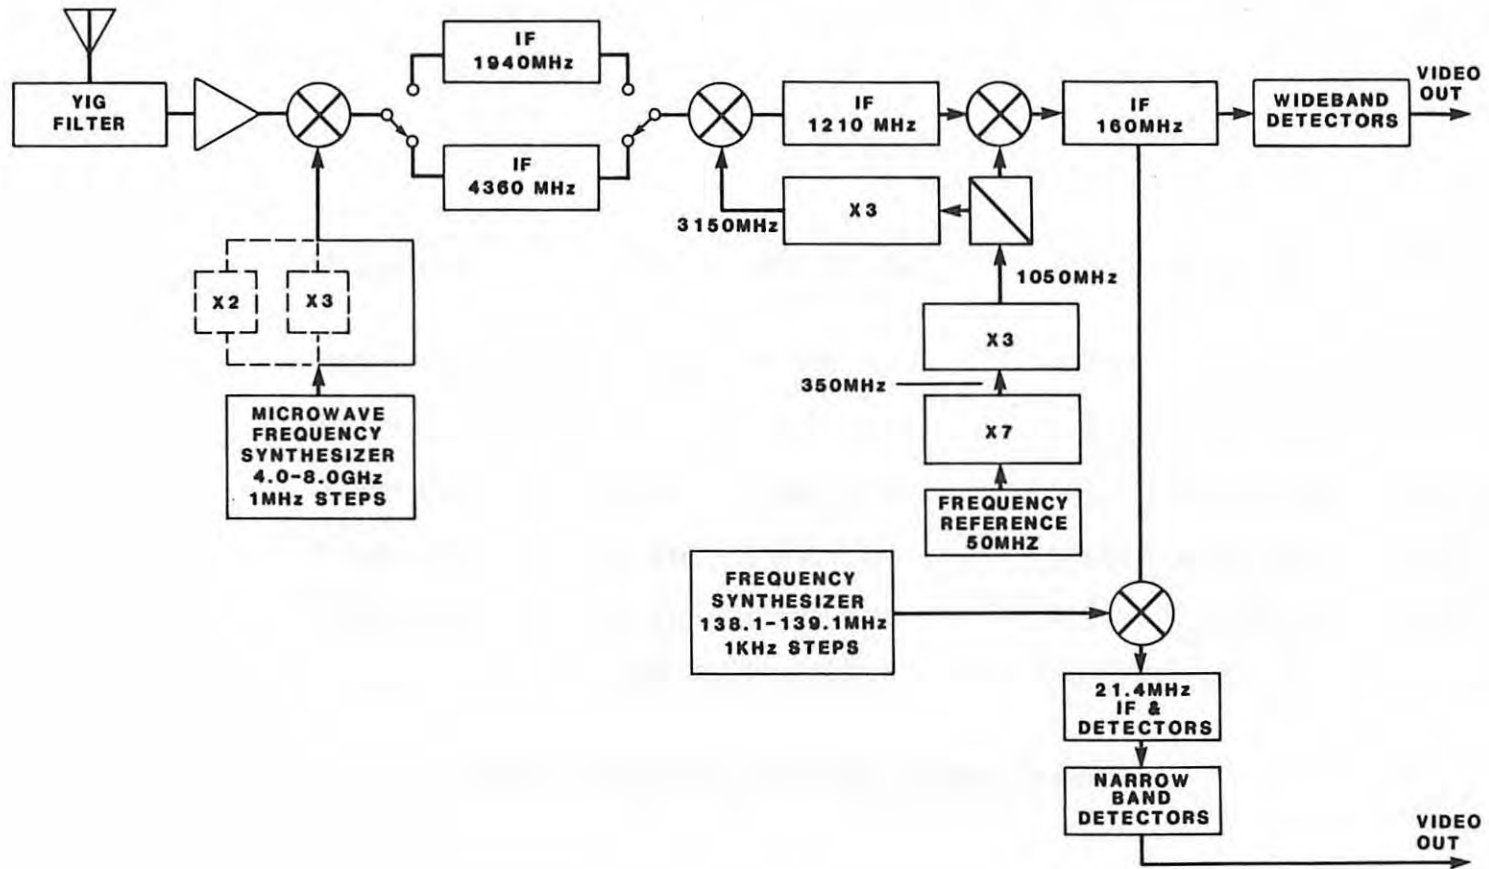 YIG
FILTER
IF
1940MHz
IF
4360 MHz
IF
1210 MHz
IF
160MHz
WIDEBAND
DETECTORS
VIDEO
OUT
3150MHz
X3
1050MHz
X2
X3
X3
350MHz
X7
MICROWAVE
FREQUENCY
SYNTHESIZER
4.0-8.0GHz
1MHz STEPS
FREQUENCY
REFERENCE
50MHZ
FREQUENCY
SYNTHESIZER
138.1-139.1MHz
1KHz STEPS
21.4MHz
IF &
DETECTORS
NARROW
BAND
DETECTORS
VIDEO
OUT